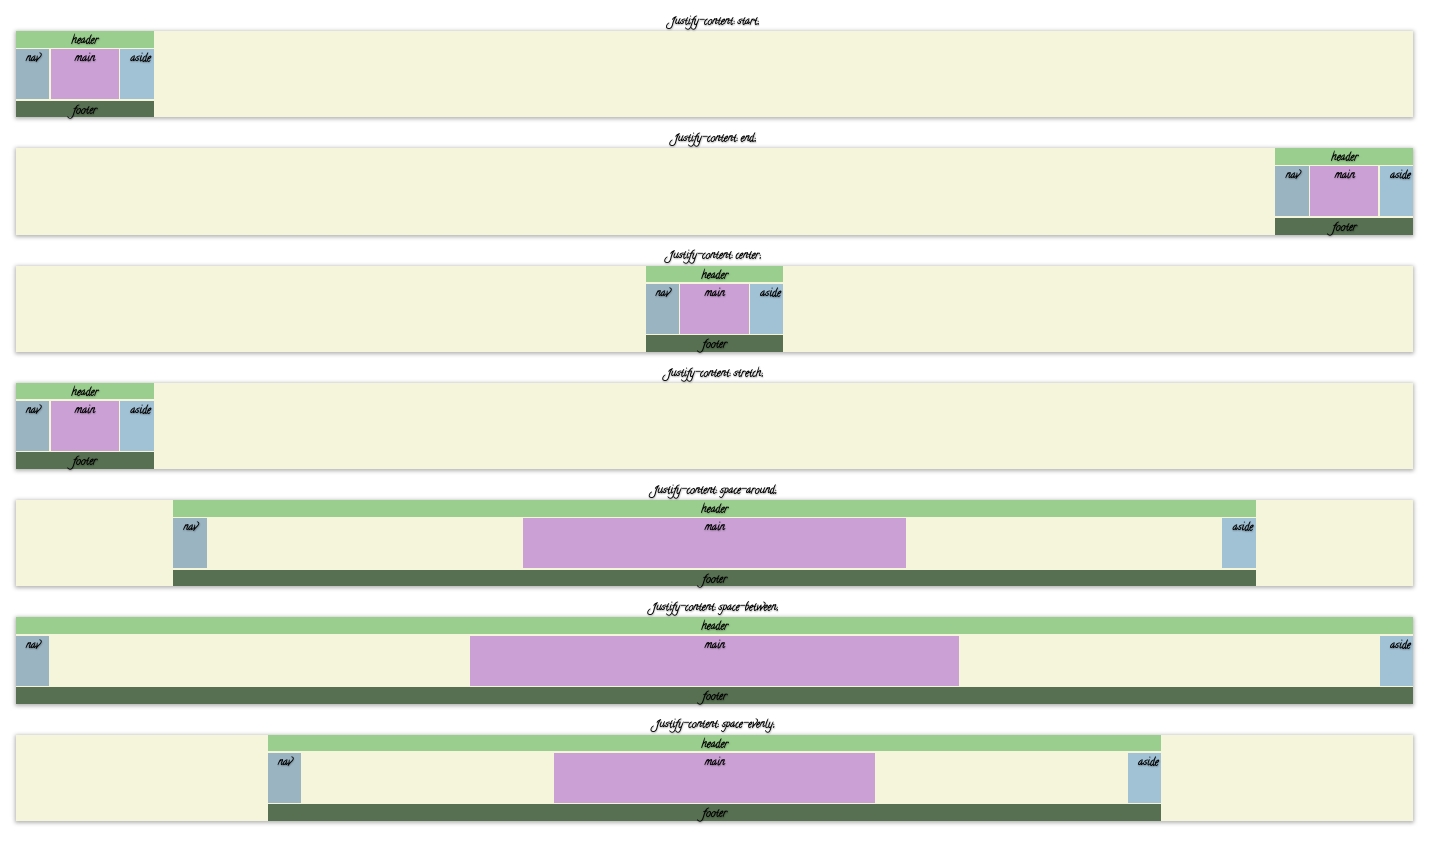 Justify-content: start;
header
nav main aside
footer
Justify-content: end;
header
nav main aside
footer
Justify-content: center;
header
nav main aside
footer
Justify-content: stretch;
header
nav main aside
footer
Justify-content: space-around;
header
nav main aside
footer
Justify-content: space-between;
header
nav main aside
footer
Justify-content: space-evenly;
header
nav main aside
footer